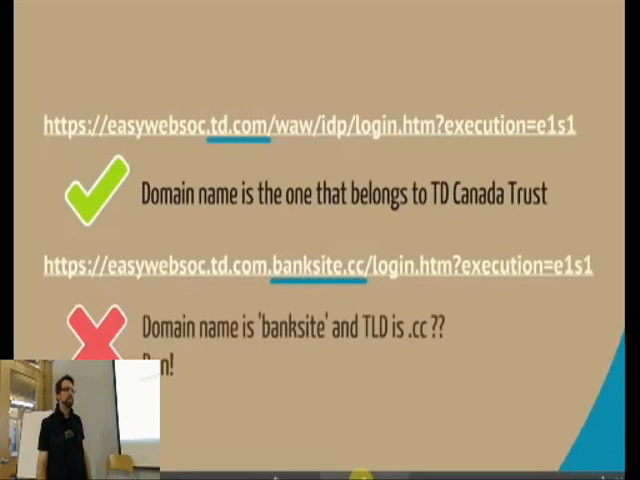 https://easywebsoc.td.com/waw/idp/login.htm?execution=e1s1
Domain name is the one that belongs to TD Canada Trust
https://easywebsoc.td.com.banksite.cc/login.htm?execution=e1s1
Domain name is 'banksite' and TLD is .cc ??